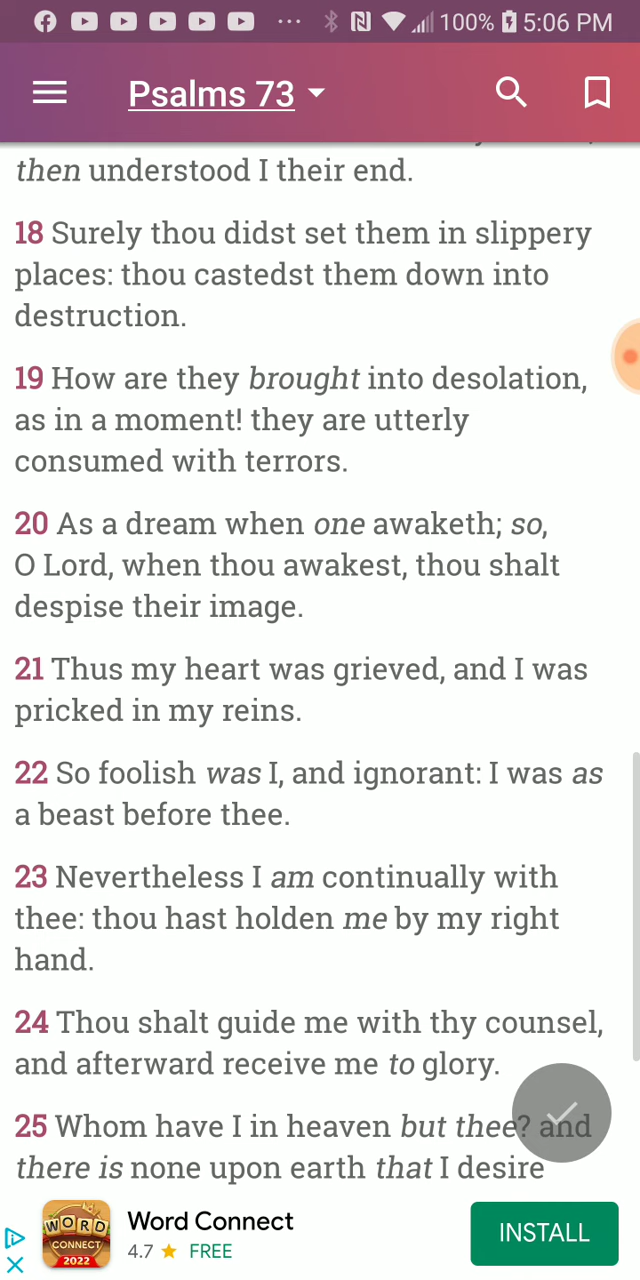 100% 5:06 PM
Psalms 73
then understood I their end.
18 Surely thou didst set them in slippery
places: thou castedst them down into
destruction.
19 How are they brought into desolation,
as in a moment! they are utterly
consumed with terrors.
20 As a dream when one awaketh; so,
O Lord, when thou awakest, thou shalt
despise their image.
21 Thus my heart was grieved, and I was
pricked in my reins.
22 So foolish was I, and ignorant: I was as
a beast before thee.
23 Nevertheless I am continually with
thee: thou hast holden me by my right
hand.
24 Thou shalt guide me with thy counsel,
and afterward receive me to glory.
25 Whom have I in heaven but thee? and
there is none upon earth that I desire
WORD
CONNECT
2022
Word Connect
4.7 FREE
INSTALL